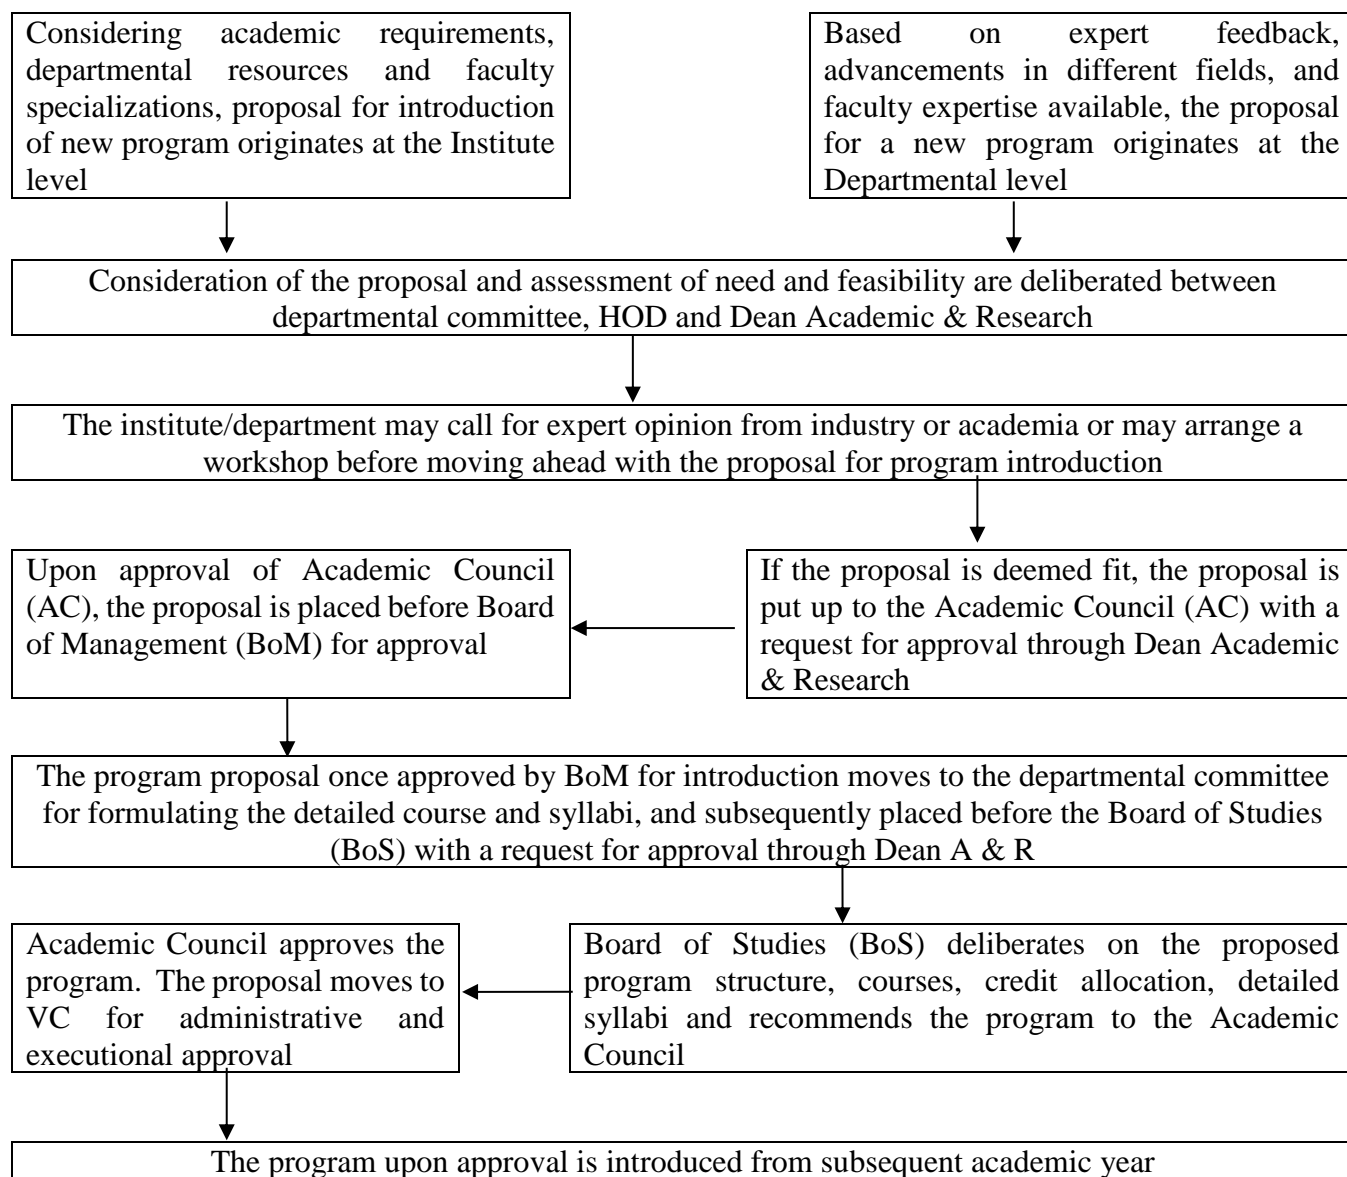 Considering academic requirements,
departmental resources and faculty
specializations, proposal for introduction
of new program originates at the Institute
level
Based on expert feedback,
advancements in different fields, and
faculty expertise available, the proposal
for a new program originates at the
Departmental level
Consideration of the proposal and assessment of need and feasibility are deliberated between
departmental committee, HOD and Dean Academic & Research
The institute/department may call for expert opinion from industry or academia or may arrange a
workshop before moving ahead with the proposal for program introduction
If the proposal is deemed fit, the proposal is
put up to the Academic Council (AC) with a
request for approval through Dean Academic
& Research
Upon approval of Academic Council
(AC), the proposal is placed before Board
of Management (BoM) for approval
The program proposal once approved by BoM for introduction moves to the departmental committee
for formulating the detailed course and syllabi, and subsequently placed before the Board of Studies
(BoS) with a request for approval through Dean A & R
Board of Studies (BoS) deliberates on the proposed
program structure, courses, credit allocation, detailed
syllabi and recommends the program to the Academic
Council
Academic Council approves the
program. The proposal moves to
VC for administrative and
executional approval
The program upon approval is introduced from subsequent academic year